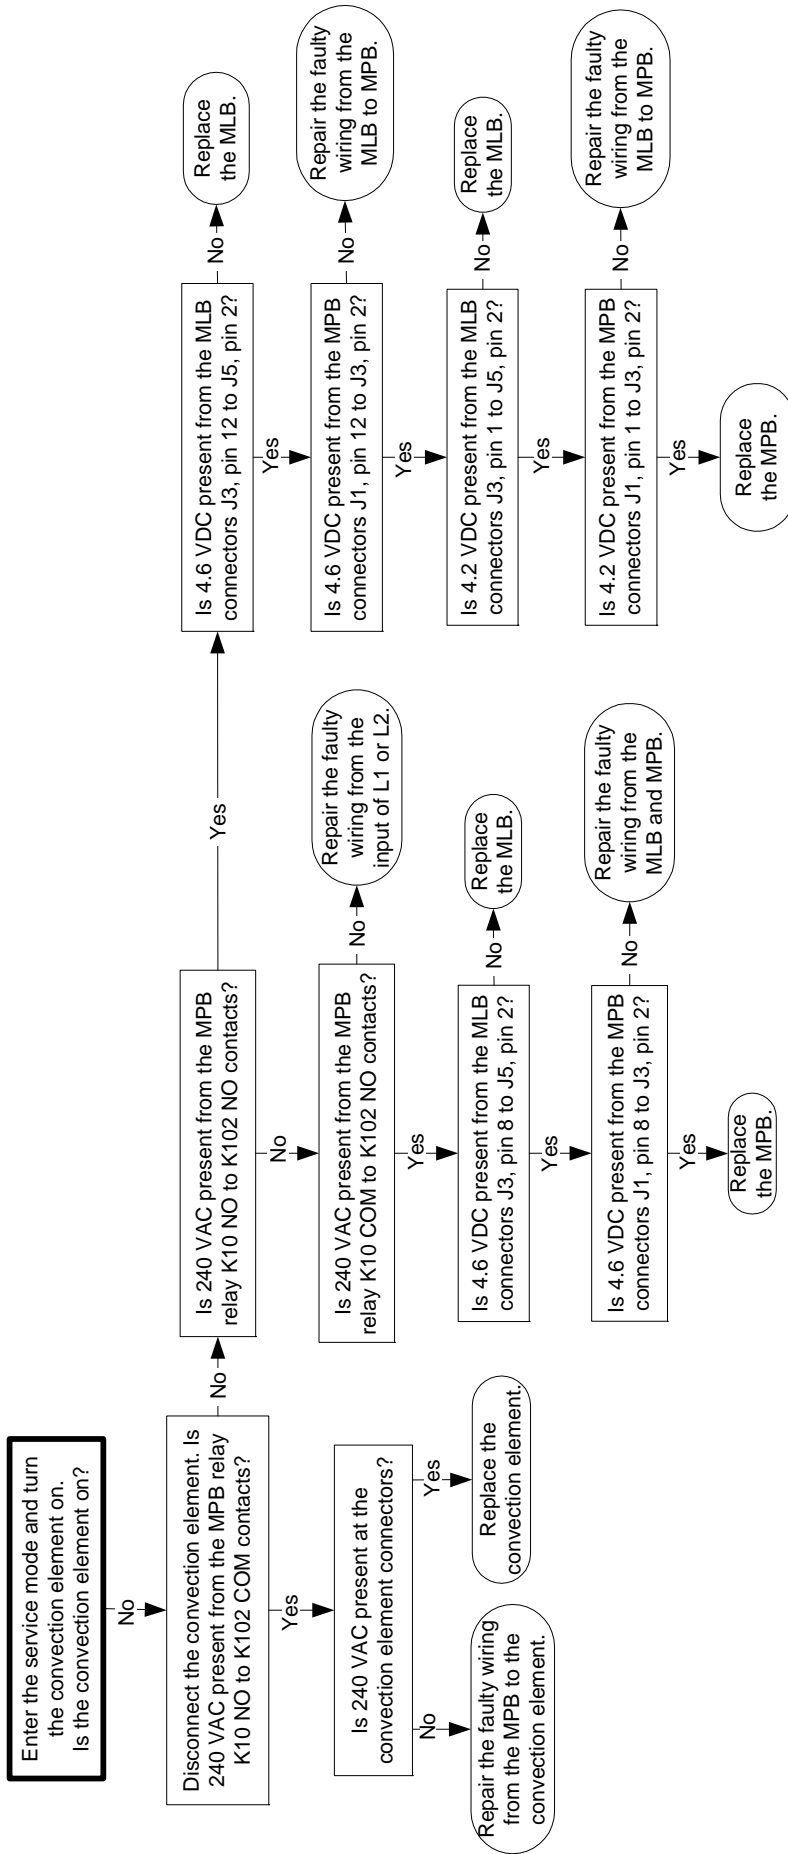 Enter the service mode and turn
the convection element on.
Is the convection element on?
No
Disconnect the convection element. Is
240 VAC present from the MPB relay
K10 NO to K102 COM contacts?
Yes
Is 240 VAC present at the
convection element connectors?
No
Repair the faulty wiring
from the MPB to the
convection element.
Yes
Replace the
convection element.
No
Is 240 VAC present from the MPB
relay K10 NO to K102 NO contacts?
No
Is 240 VAC present from the MPB
relay K10 COM to K102 NO contacts?
No
Repair the faulty
wiring from the
input of L1 or L2.
Yes
Is 4.6 VDC present from the MLB
connectors J3, pin 8 to J5, pin 2?
No
Replace
the MLB.
Yes
Is 4.6 VDC present from the MPB
connectors J1, pin 8 to J3, pin 2?
No
Repair the faulty
wiring from the
MLB and MPB.
Yes
Replace
the MPB.
Yes
Is 4.6 VDC present from the MLB
connectors J3, pin 12 to J5, pin 2?
No
Replace
the MLB.
Yes
Is 4.6 VDC present from the MPB
connectors J1, pin 12 to J3, pin 2?
No
Repair the faulty
wiring from the
MLB to MPB.
Yes
Is 4.2 VDC present from the MLB
connectors J3, pin 1 to J5, pin 2?
No
Replace
the MLB.
Yes
Is 4.2 VDC present from the MPB
connectors J1, pin 1 to J3, pin 2?
No
Repair the faulty
wiring from the
MLB to MPB.
Yes
Replace
the MPB.